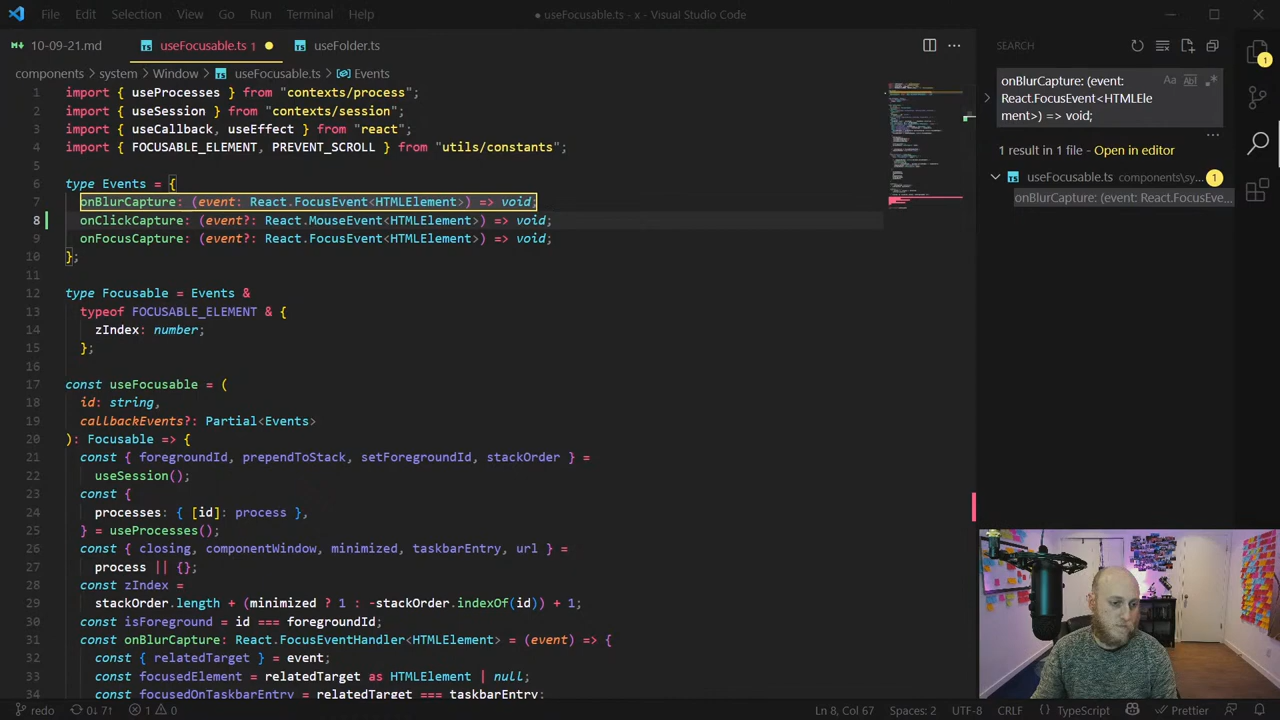 File Edit Selection View Go Run Terminal Help
● useFocusable.ts - x - Visual Studio Code
10-09-21.md
TS useFocusable.ts 1 ●
TS useFolder.ts
components > system > Window > TS useFocusable.ts > Events
1 import { useProcesses } from "contexts/process";
2 import { useSession } from "contexts/session";
3 import { useCallback, useEffect } from "react";
4 import { FOCUSABLE_ELEMENT, PREVENT_SCROLL } from "utils/constants";
5
6 type Events = {
7 onBlurCapture: (event: React.FocusEvent<HTMLElement>) => void;
8 onClickCapture: (event?: React.MouseEvent<HTMLElement>) => void;
9 onFocusCapture: (event?: React.FocusEvent<HTMLElement>) => void;
10 };
11
12 type Focusable = Events &
13 typeof FOCUSABLE_ELEMENT & {
14 zIndex: number;
15 };
16
17 const useFocusable = (
18 id: string,
19 callbackEvents?: Partial<Events>
20 ): Focusable => {
21 const { foregroundId, prependToStack, setForegroundId, stackOrder } =
22 useSession();
23 const {
24 processes: { [id]: process },
25 } = useProcesses();
26 const { closing, componentWindow, minimized, taskbarEntry, url } =
27 process || {};
28 const zIndex =
29 stackOrder.length + (minimized ? 1 : -stackOrder.indexOf(id)) + 1;
30 const isForeground = id === foregroundId;
31 const onBlurCapture: React.FocusEventHandler<HTMLElement> = (event) => {
32 const { relatedTarget } = event;
33 const focusedElement = relatedTarget as HTMLElement | null;
34 const focusedOnTaskbarEntry = relatedTarget === taskbarEntry;
SEARCH
onBlurCapture: (event:
React.FocusEvent<HTMLEle
ment>) => void;
Aa Abl .*
1 result in 1 file - Open in editor
TS useFocusable.ts components\sy... 1
onBlurCapture: (event: React.FocusEve...
1
redo 0↓ 7↑ 1 0
Ln 8, Col 67 Spaces: 2 UTF-8 CRLF {} TypeScript Prettier